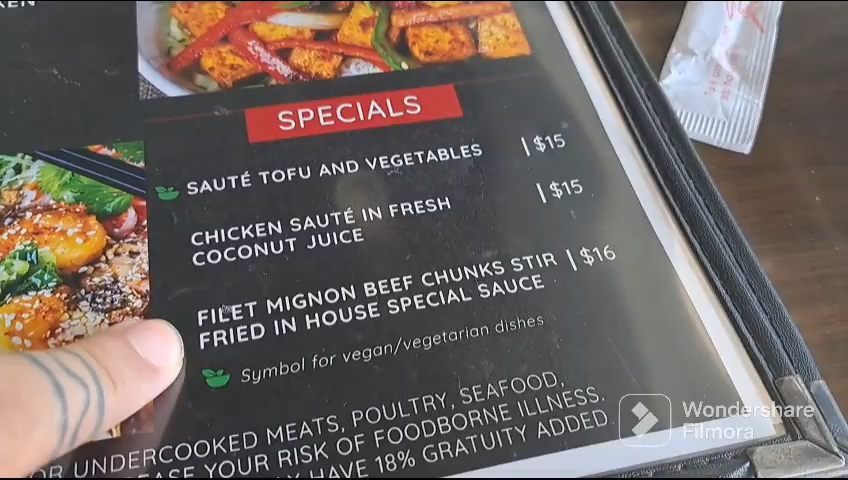 SPECIALS
SAUTÉ TOFU AND VEGETABLES | $15
CHICKEN SAUTÉ IN FRESH | $15
COCONUT JUICE
FILET MIGNON BEEF CHUNKS STIR | $16
FRIED IN HOUSE SPECIAL SAUCE
Symbol for vegan/vegetarian dishes
OR UNDERCOOKED MEATS, POULTRY, SEAFOOD,
YOUR RISK OF FOODBORNE ILLNESS.
HAVE 18% GRATUITY ADDED.
Wondershare
Filmora